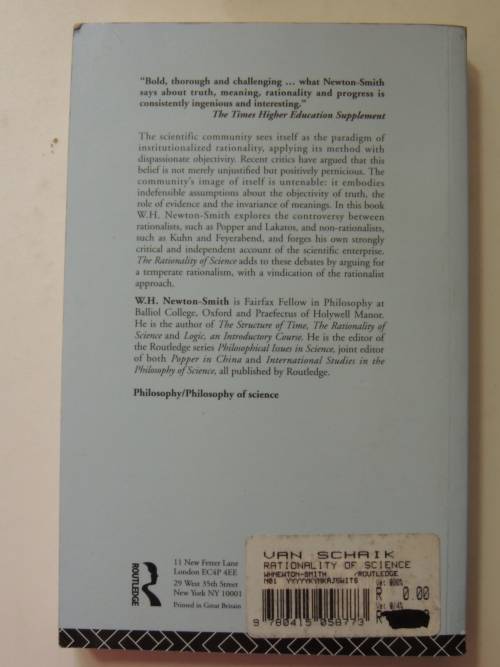 “Bold, thorough and challenging ... what Newton-Smith
says about truth, meaning, rationality and progress is
consistently ingenious and interesting.”
The Times Higher Education Supplement
The scientific community sees itself as the paradigm of
institutionalized rationality, applying its method with
dispassionate objectivity. Recent critics have argued that this
belief is not merely unjustified but positively pernicious. The
community's image of itself is untenable: it embodies
indefensible assumptions about the objectivity of truth, the
role of evidence and the invariance of meanings. In this book
W.H. Newton-Smith explores the controversy between
rationalists, such as Popper and Lakatos, and non-rationalists,
such as Kuhn and Feyerabend, and forges his own strongly
critical and independent account of the scientific enterprise.
The Rationality of Science adds to these debates by arguing for
a temperate rationalism, with a vindication of the rationalist
approach.
W.H. Newton-Smith is Fairfax Fellow in Philosophy at
Balliol College, Oxford and Praefectus of Holywell Manor.
He is the author of The Structure of Time, The Rationality of
Science and Logic, an Introductory Course. He is the editor of
the Routledge series Philosophical Issues in Science, joint editor
of both Popper in China and International Studies in the
Philosophy of Science, all published by Routledge.
Philosophy/Philosophy of science
ROUTLEDGE
11 New Fetter Lane
London EC4P 4EE
29 West 35th Street
New York NY 10001
Printed in Great Britain
VAN SCHAIK
RATIONALITY OF SCIENCE
WHNEWTON-SMITH /ROUTLEDGE
R 0.00
R
9 780415 058773